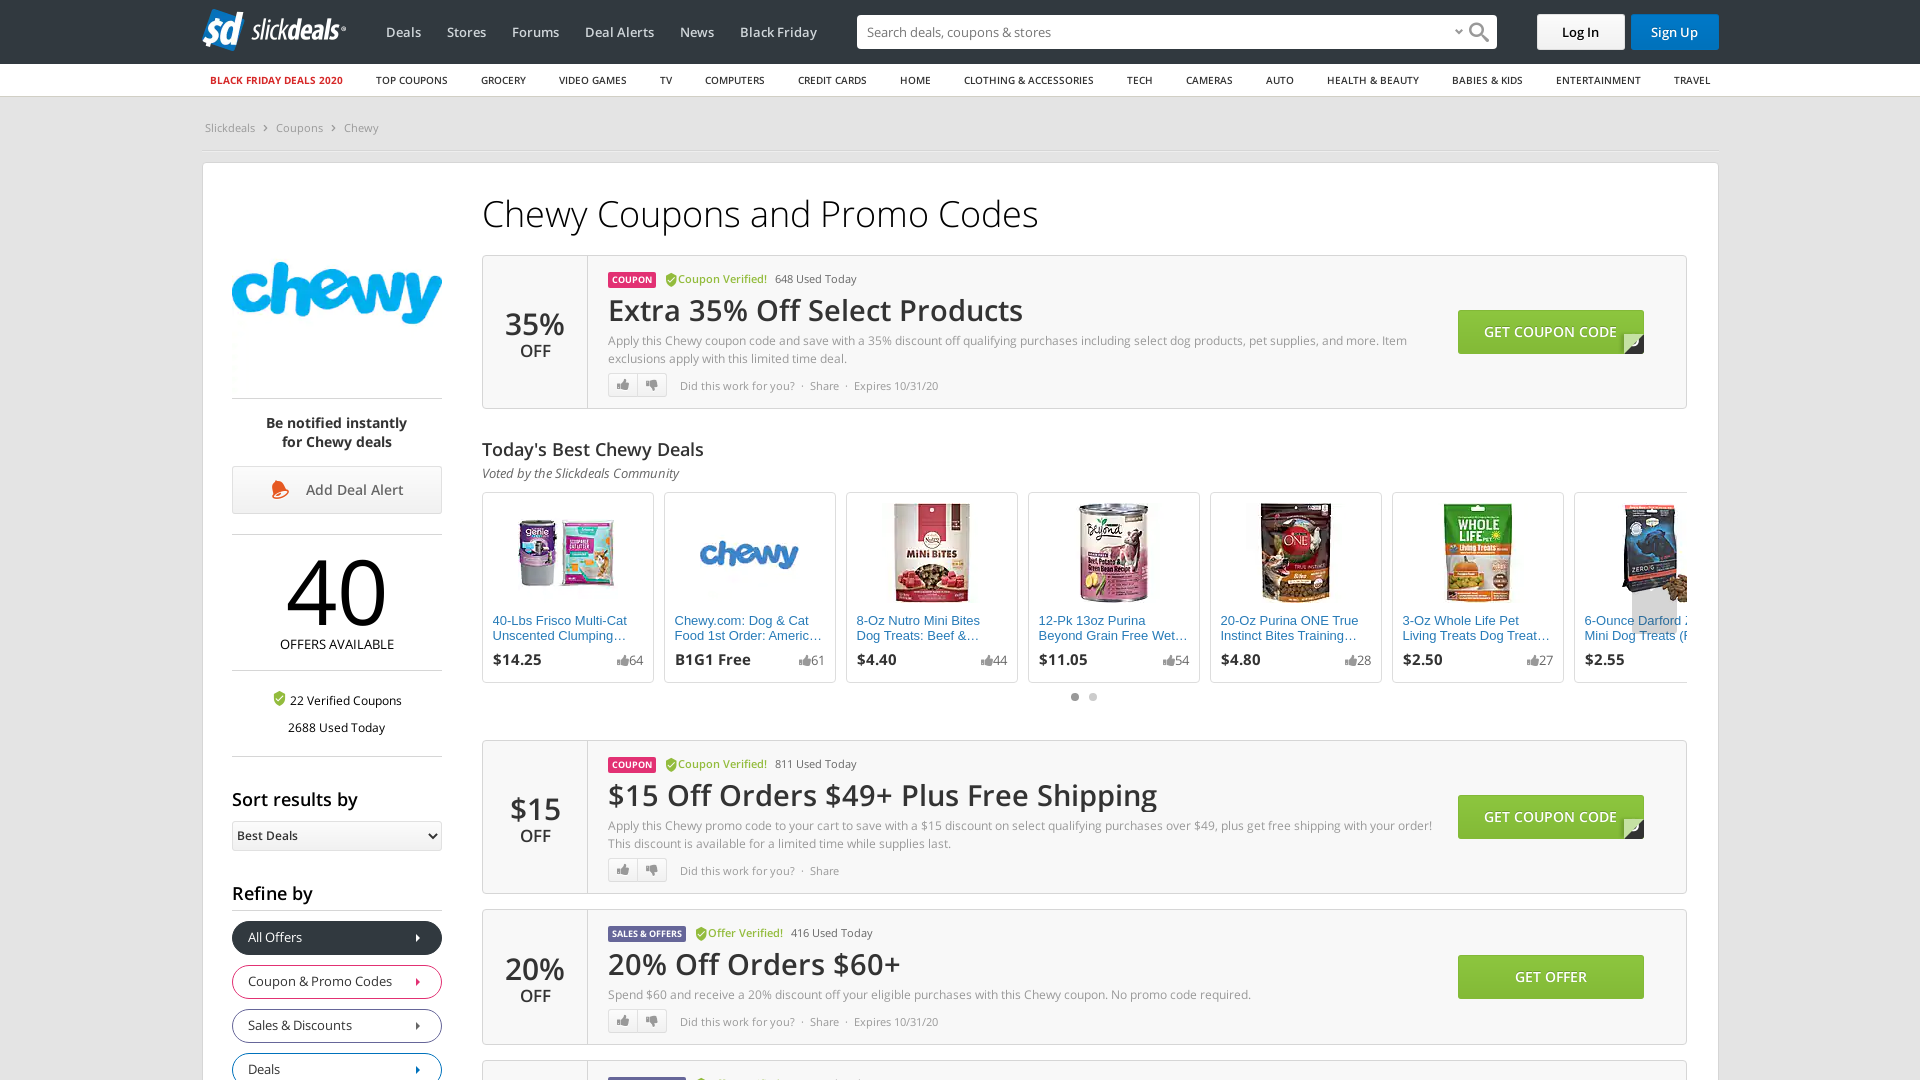 slickdeals
Deals
Stores
Forums
Deal Alerts
News
Black Friday
Search deals, coupons & stores
Log In
Sign Up
BLACK FRIDAY DEALS 2020
TOP COUPONS
GROCERY
VIDEO GAMES
TV
COMPUTERS
CREDIT CARDS
HOME
CLOTHING & ACCESSORIES
TECH
CAMERAS
AUTO
HEALTH & BEAUTY
BABIES & KIDS
ENTERTAINMENT
TRAVEL
Slickdeals
Coupons
Chewy
chewy
Be notified instantly
for Chewy deals
Add Deal Alert
40
OFFERS AVAILABLE
22 Verified Coupons
2688 Used Today
Sort results by
Best Deals
Refine by
All Offers
Coupon & Promo Codes
Sales & Discounts
Deals
Chewy Coupons and Promo Codes
35%
OFF
COUPON Coupon Verified! 648 Used Today
Extra 35% Off Select Products
Apply this Chewy coupon code and save with a 35% discount off qualifying purchases including select dog products, pet supplies, and more. Item
exclusions apply with this limited time deal.
Did this work for you? · Share · Expires 10/31/20
GET COUPON CODE
Today's Best Chewy Deals
Voted by the Slickdeals Community
40-Lbs Frisco Multi-Cat
Unscented Clumping…
$14.25 64
chewy
Chewy.com: Dog & Cat
Food 1st Order: Americ…
B1G1 Free 61
Nutro
MiNi BiTES
8-Oz Nutro Mini Bites
Dog Treats: Beef &…
$4.40 44
Beyond
12-Pk 13oz Purina
Beyond Grain Free Wet…
$11.05 54
ONE
20-Oz Purina ONE True
Instinct Bites Training…
$4.80 28
WHOLE
LIFE PET
Living Treats
3-Oz Whole Life Pet
Living Treats Dog Treat…
$2.50 27
ZERO/G
6-Ounce Darford
Mini Dog Treats
$2.55
$15
OFF
COUPON Coupon Verified! 811 Used Today
$15 Off Orders $49+ Plus Free Shipping
Apply this Chewy promo code to your cart to save with a $15 discount on select qualifying purchases over $49, plus get free shipping with your order!
This discount is available for a limited time while supplies last.
Did this work for you? · Share
GET COUPON CODE
20%
OFF
SALES & OFFERS Offer Verified! 416 Used Today
20% Off Orders $60+
Spend $60 and receive a 20% discount off your eligible purchases with this Chewy coupon. No promo code required.
Did this work for you? · Share · Expires 10/31/20
GET OFFER